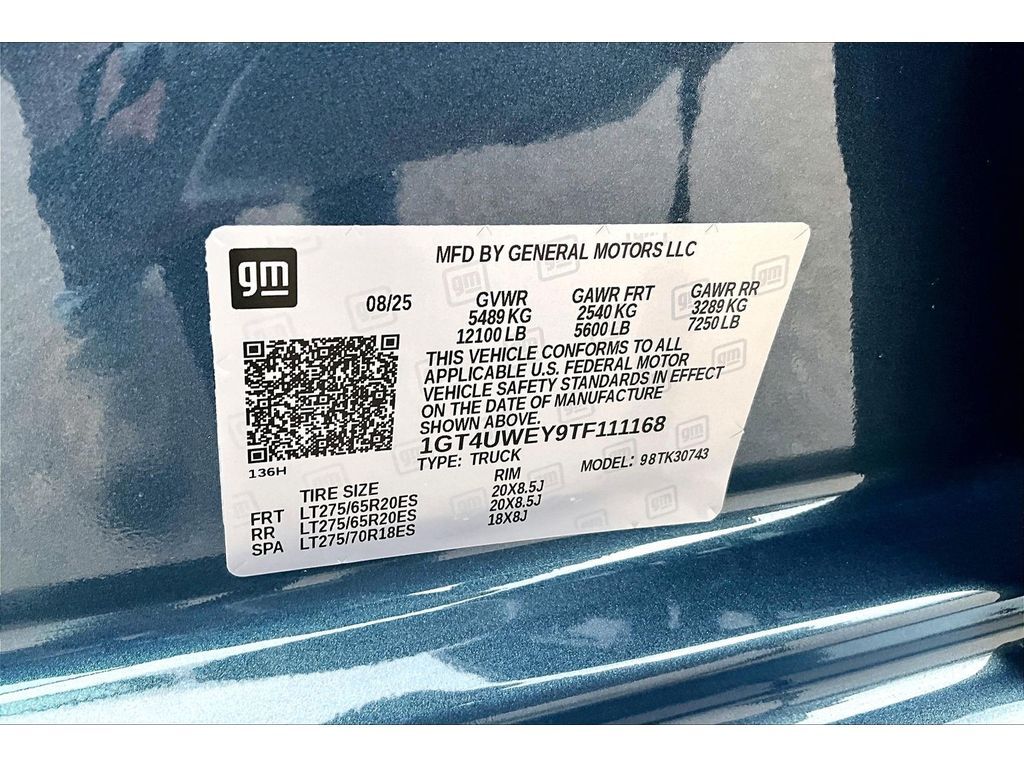 gm
MFD BY GENERAL MOTORS LLC
08/25 GVWR GAWR FRT GAWR RR
5489 KG 2540 KG 3289 KG
12100 LB 5600 LB 7250 LB
THIS VEHICLE CONFORMS TO ALL
APPLICABLE U.S. FEDERAL MOTOR
VEHICLE SAFETY STANDARDS IN EFFECT
ON THE DATE OF MANUFACTURE
SHOWN ABOVE.
1GT4UWEY9TF111168
136H TYPE: TRUCK MODEL: 98TK30743
TIRE SIZE RIM
FRT LT275/65R20ES 20X8.5J
RR LT275/65R20ES 20X8.5J
SPA LT275/70R18ES 18X8J